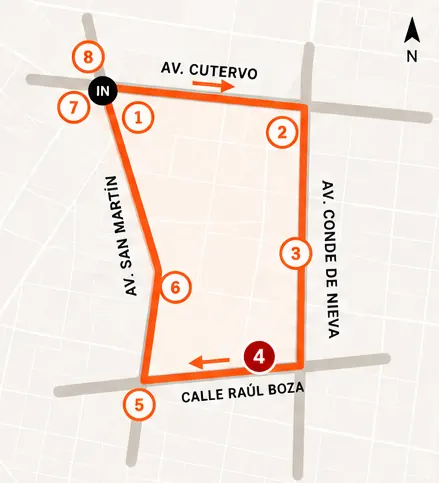 8
N
AV. CUTERVO
IN
7
1
2
AV. SAN MARTÍN
AV. CONDE DE NIEVA
3
6
4
CALLE RAÚL BOZA
5